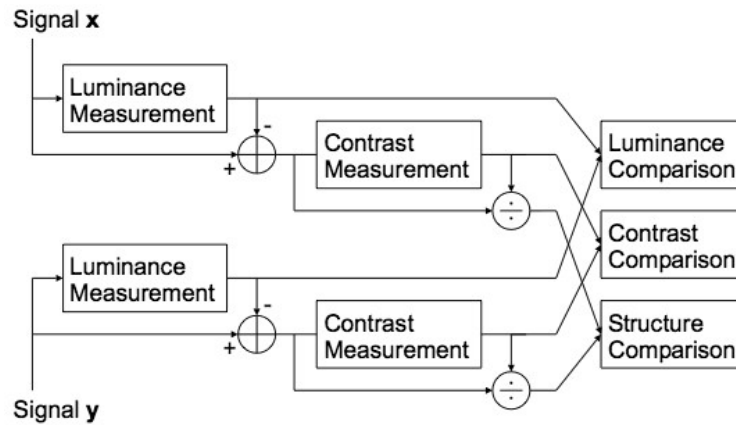 Signal x
Luminance
Measurement
-
+
Contrast
Measurement
÷
Luminance
Comparison
Contrast
Comparison
Luminance
Measurement
-
+
Contrast
Measurement
÷
Structure
Comparison
Signal y